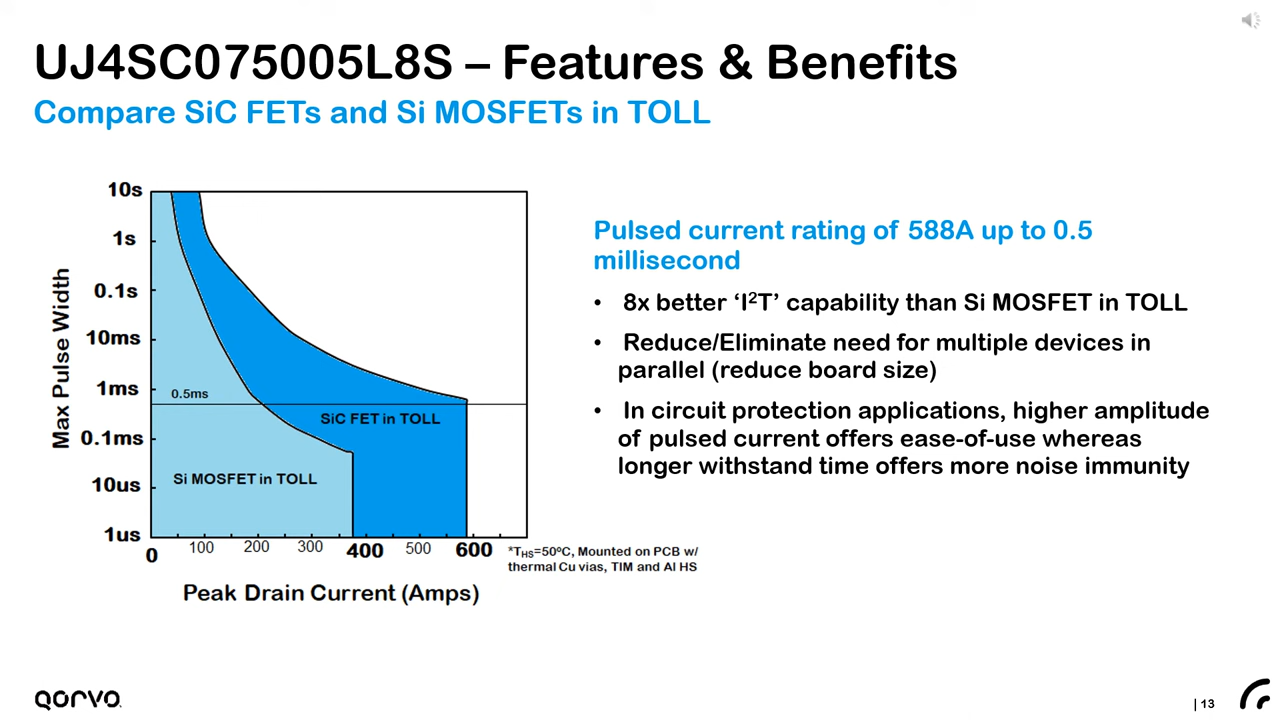 UJ4SC075005L8S – Features & Benefits
Compare SiC FETs and Si MOSFETs in TOLL
10s
1s
0.1s
10ms
1ms
0.1ms
10us
1us
Max Pulse Width
0.5ms
SiC FET in TOLL
Si MOSFET in TOLL
0 100 200 300 400 500 600
Peak Drain Current (Amps)
*THS=50ºC, Mounted on PCB w/
thermal Cu vias, TIM and Al HS
Pulsed current rating of 588A up to 0.5
millisecond
• 8x better ‘I²T’ capability than Si MOSFET in TOLL
• Reduce/Eliminate need for multiple devices in
parallel (reduce board size)
• In circuit protection applications, higher amplitude
of pulsed current offers ease-of-use whereas
longer withstand time offers more noise immunity
QORVO
| 13